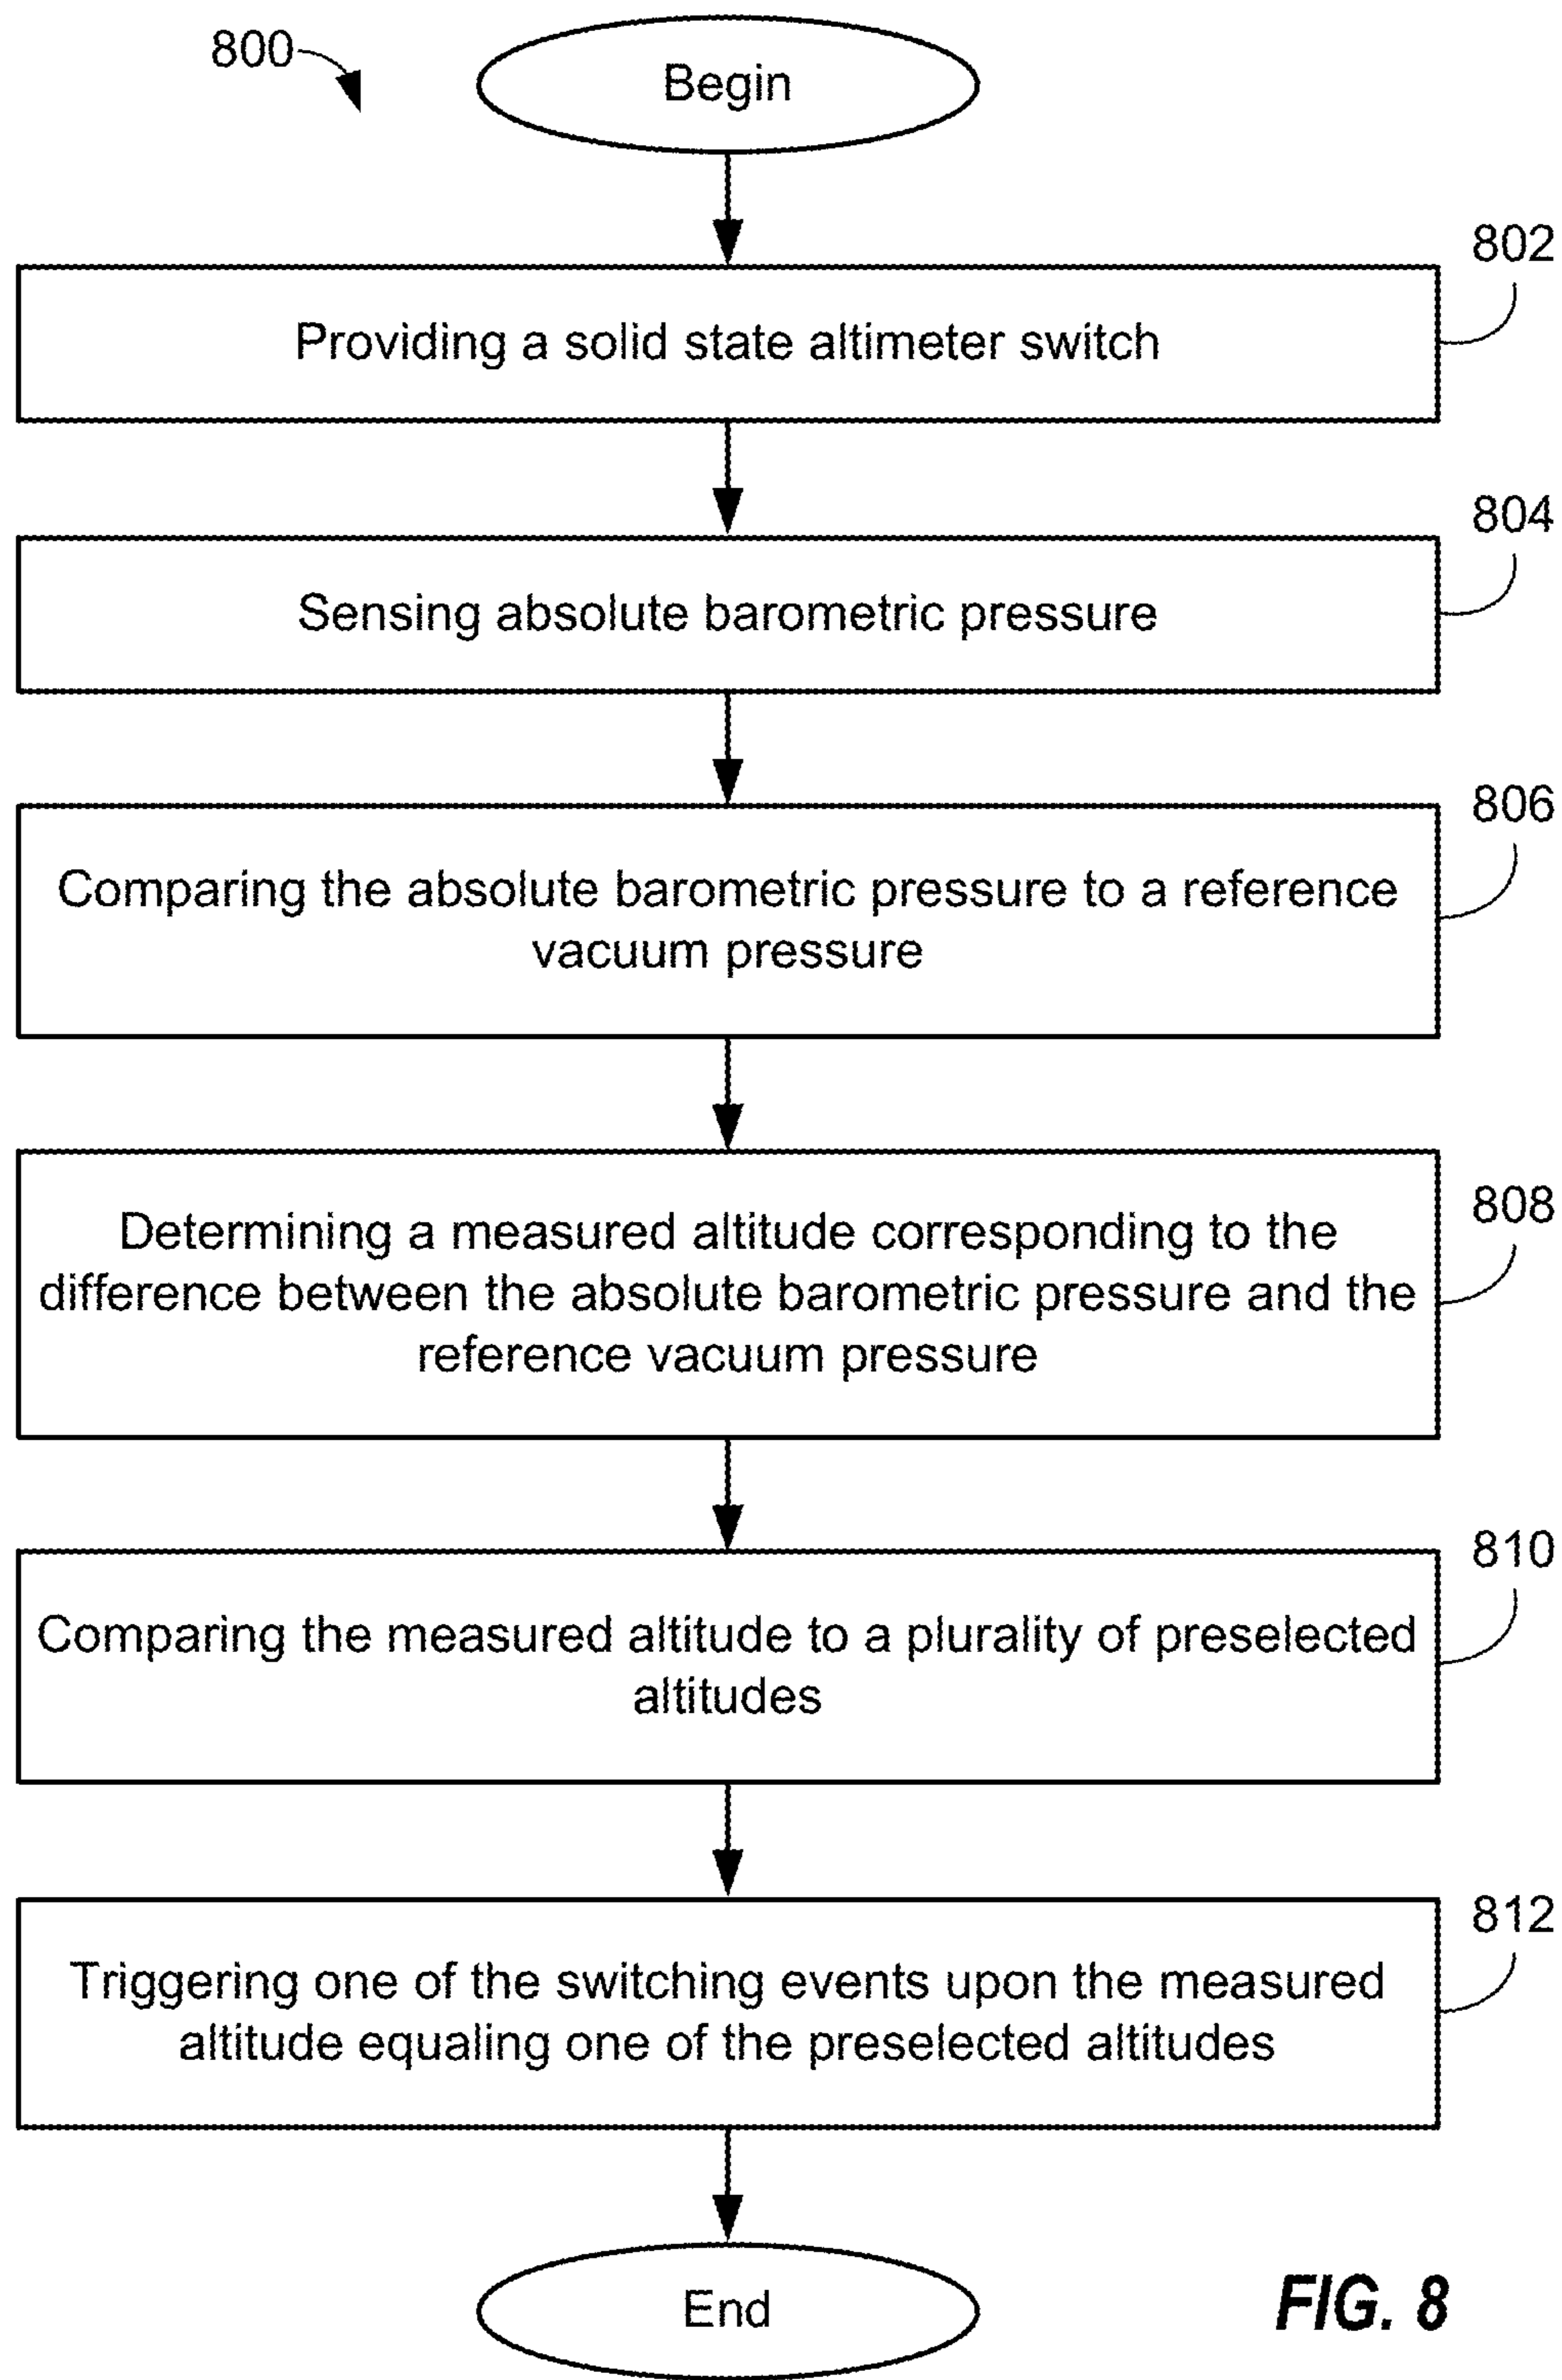 800
Begin
802
Providing a solid state altimeter switch
804
Sensing absolute barometric pressure
806
Comparing the absolute barometric pressure to a reference
vacuum pressure
808
Determining a measured altitude corresponding to the
difference between the absolute barometric pressure and the
reference vacuum pressure
810
Comparing the measured altitude to a plurality of preselected
altitudes
812
Triggering one of the switching events upon the measured
altitude equaling one of the preselected altitudes
End
FIG. 8